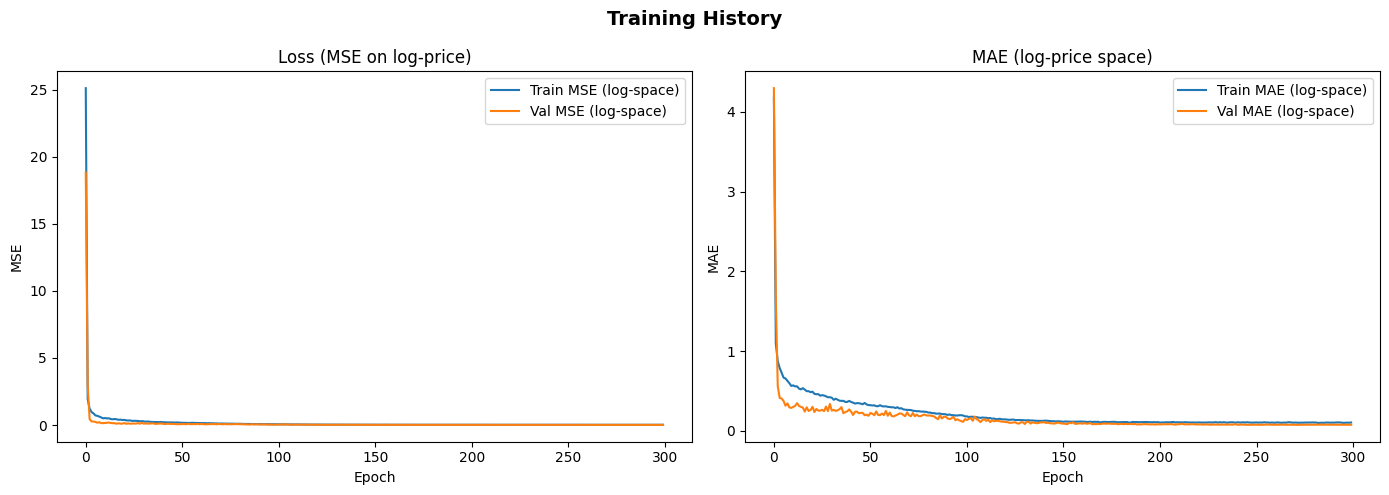 Training History
Loss (MSE on log-price)
25
20
15
10
5
0
MSE
Train MSE (log-space)
Val MSE (log-space)
0 50 100 150 200 250 300
Epoch
MAE (log-price space)
4
3
2
1
0
MAE
Train MAE (log-space)
Val MAE (log-space)
0 50 100 150 200 250 300
Epoch